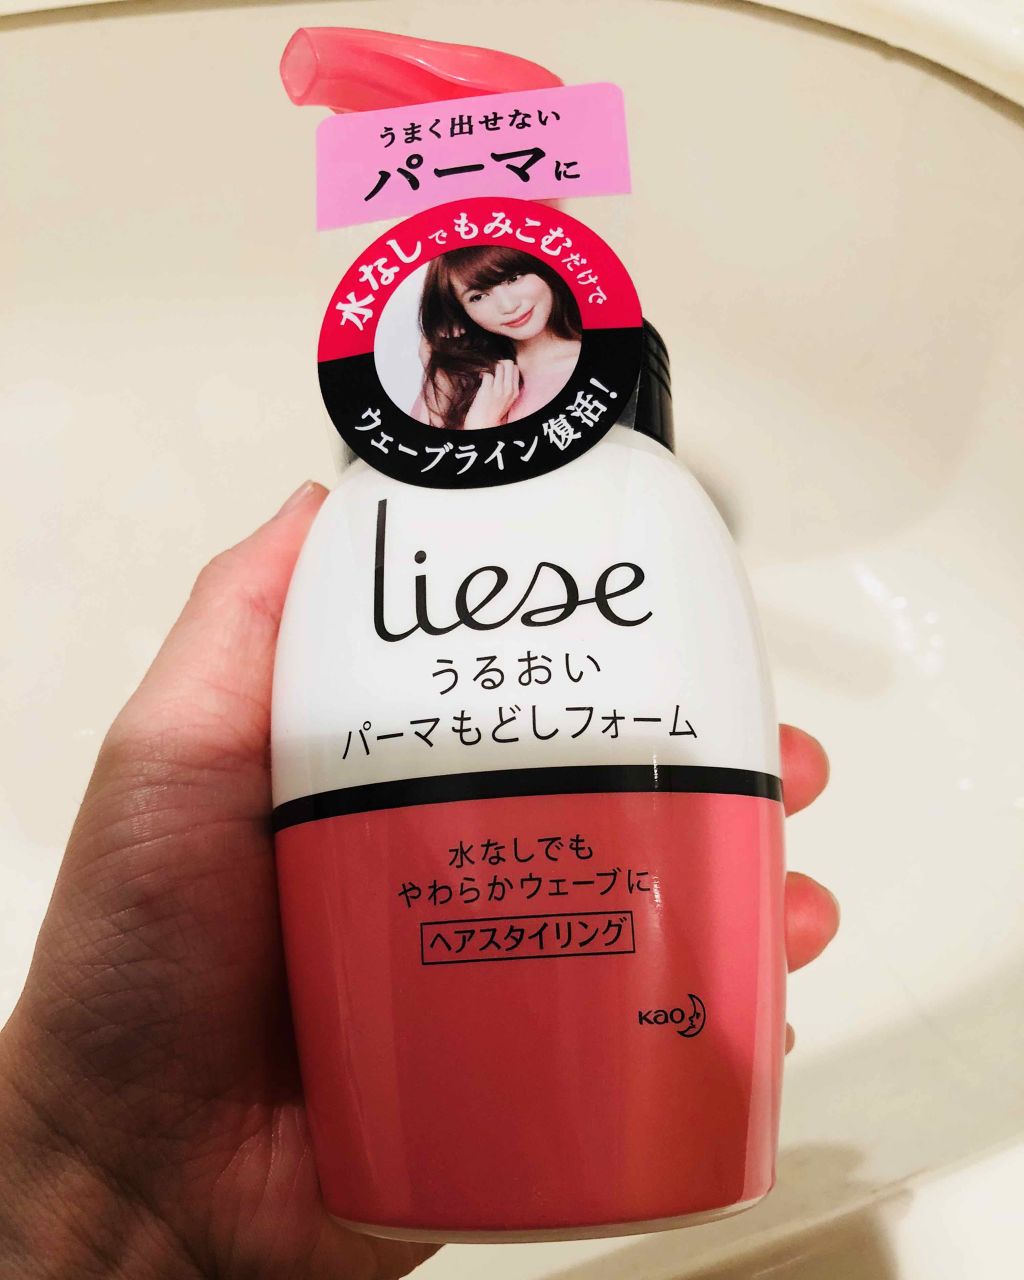 うまく出せない
パーマに
水なしでもみこむだけで
ウェーブライン復活!
liese
うるおい
パーマもどしフォーム
水なしでも
やわらかウェーブに
ヘアスタイリング
Kao